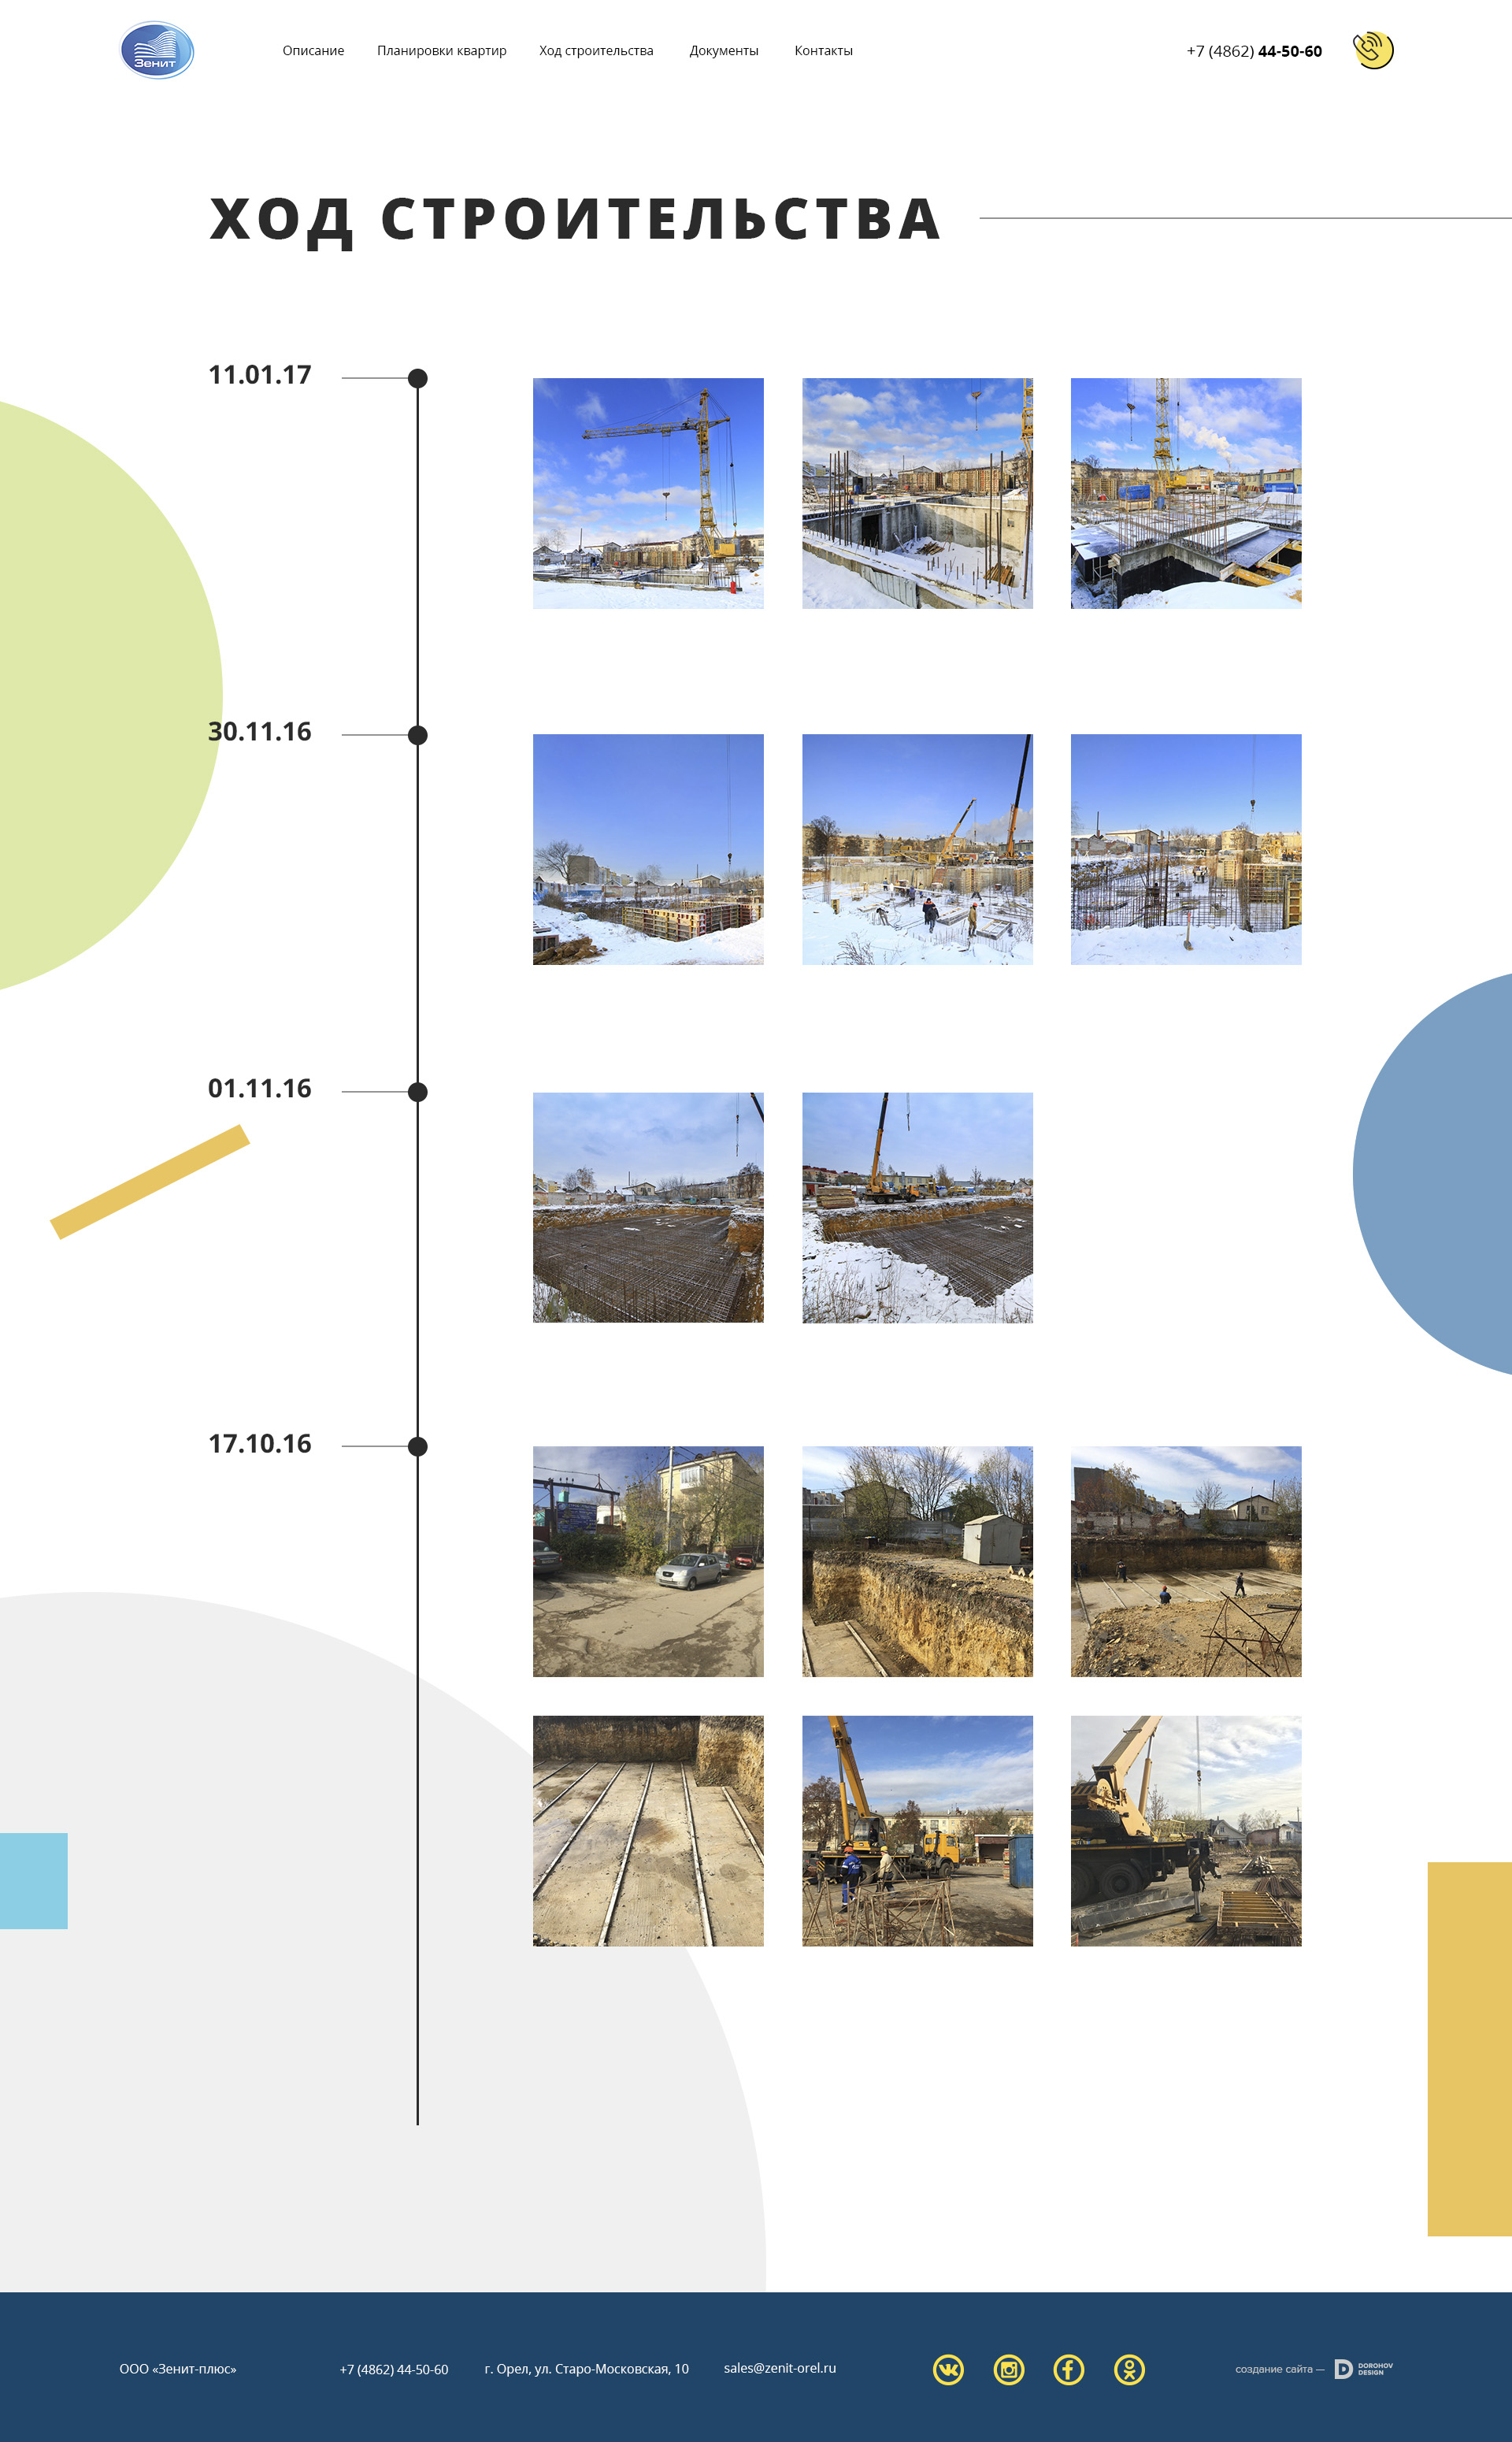 Зенит
Описание Планировки квартир Ход строительства Документы Контакты +7 (4862) 44-50-60
ХОД СТРОИТЕЛЬСТВА
11.01.17
30.11.16
01.11.16
17.10.16
ООО «Зенит-плюс» +7 (4862) 44-50-60 г. Орел, ул. Старо-Московская, 10 sales@zenit-orel.ru создание сайта — DOROHOV
DESIGN